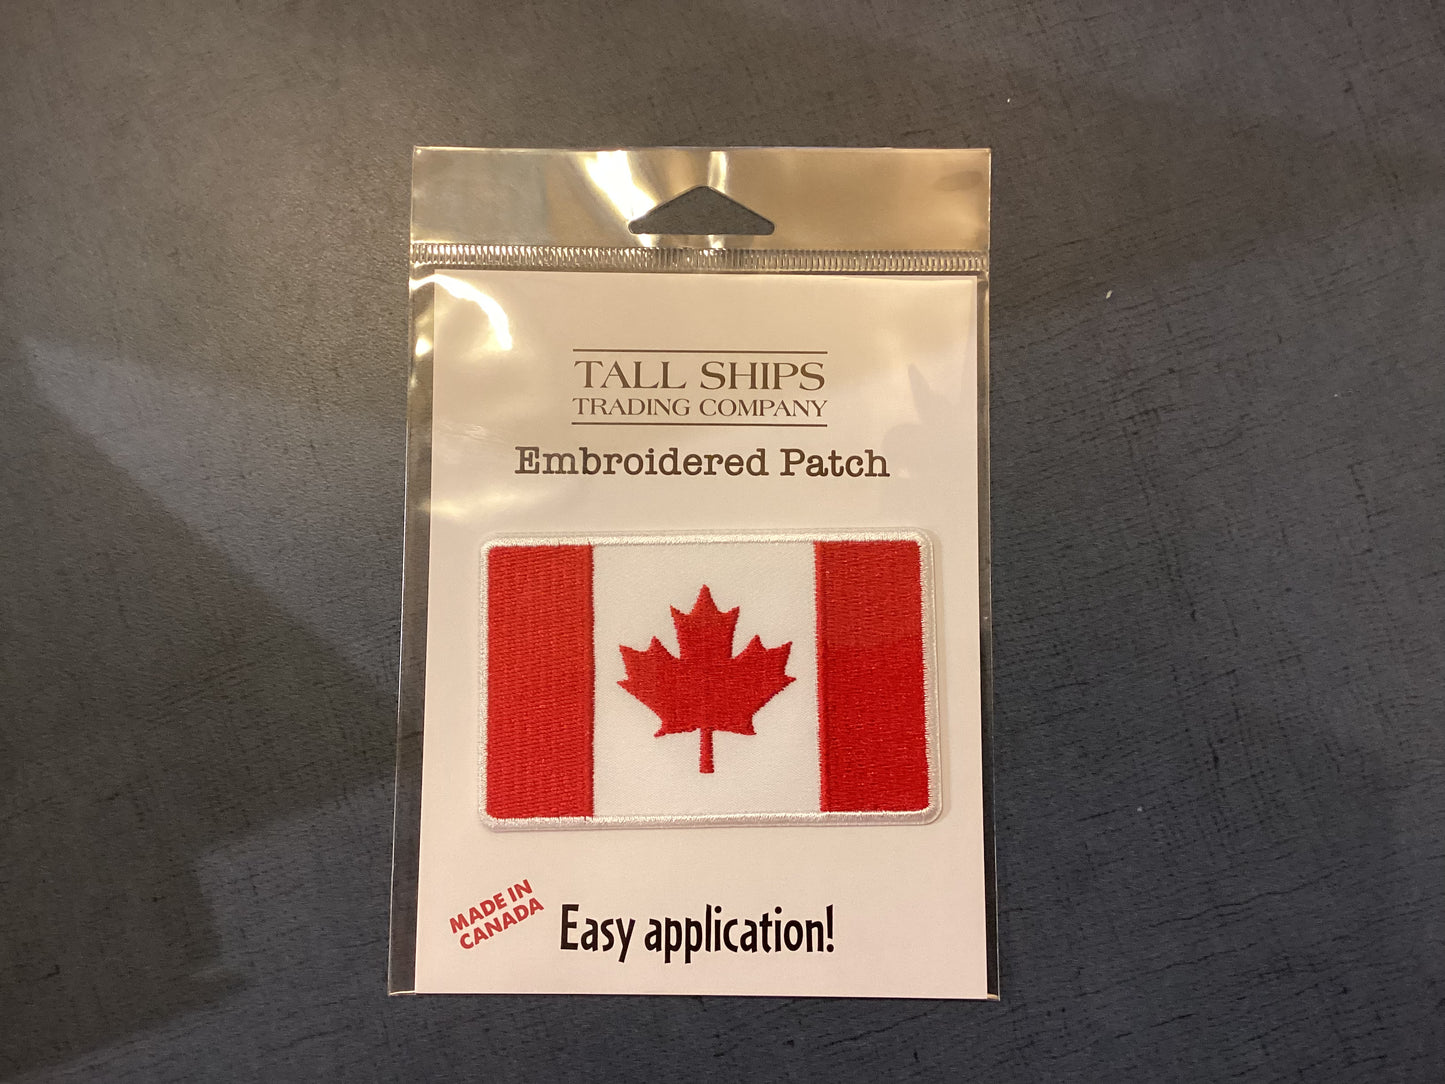 TALL SHIPS
TRADING COMPANY
Embroidered Patch
MADE IN
CANADA
Easy application!